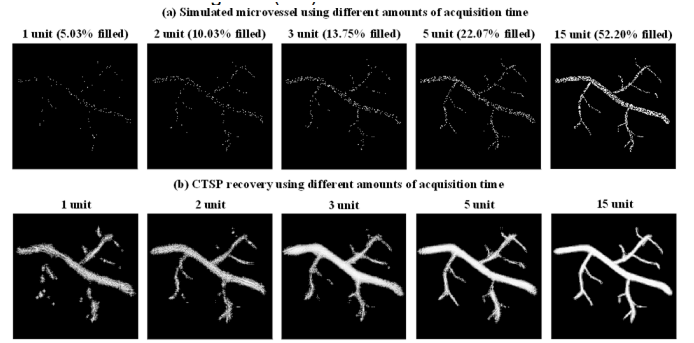 (a) Simulated microvessel using different amounts of acquisition time
1 unit (5.03% filled) 2 unit (10.03% filled) 3 unit (13.75% filled) 5 unit (22.07% filled) 15 unit (52.20% filled)
(b) CTSP recovery using different amounts of acquisition time
1 unit 2 unit 3 unit 5 unit 15 unit